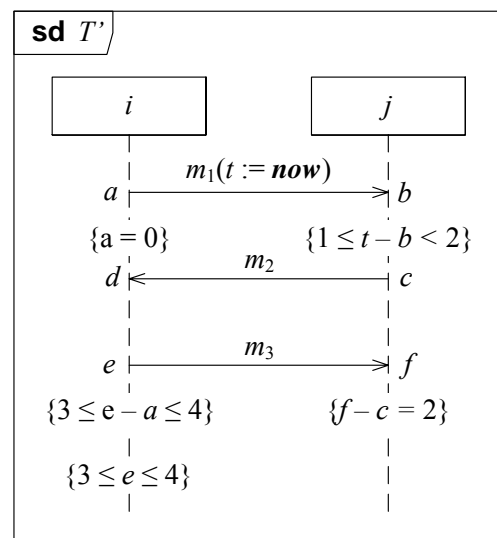 sd T’
i j
m₁(t := now)
a b
{a = 0} {1 ≤ t – b < 2}
m₂
d c
m₃
e f
{3 ≤ e – a ≤ 4} {f – c = 2}
{3 ≤ e ≤ 4}